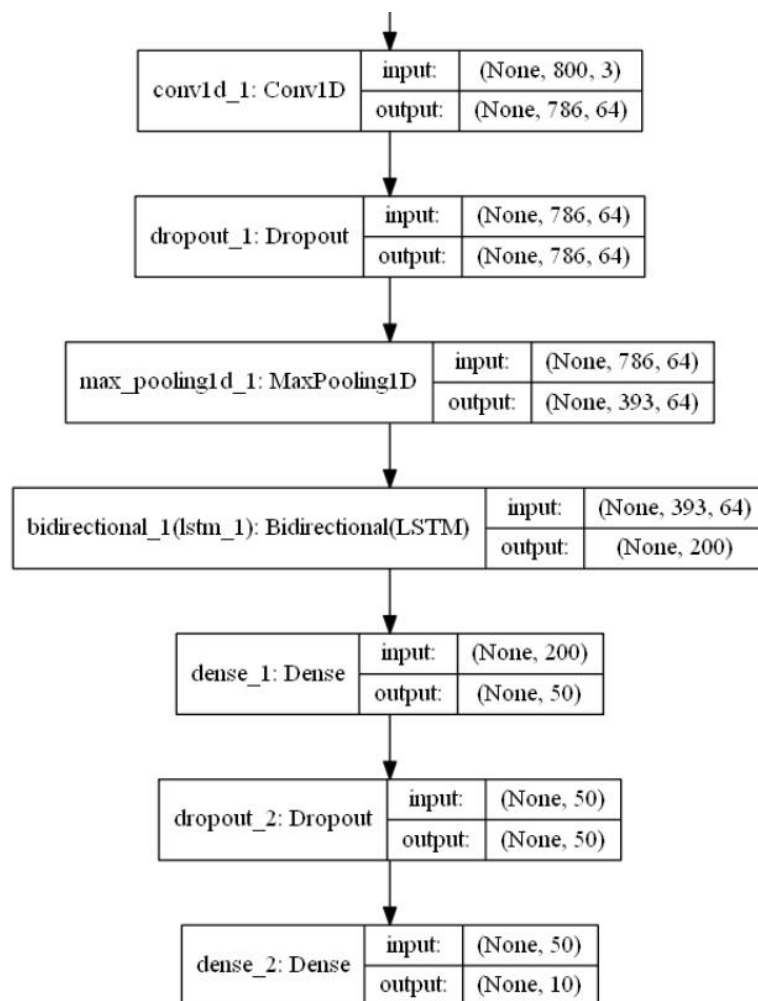 conv1d_1: Conv1D
input: (None, 800, 3)
output: (None, 786, 64)
dropout_1: Dropout
input: (None, 786, 64)
output: (None, 786, 64)
max_pooling1d_1: MaxPooling1D
input: (None, 786, 64)
output: (None, 393, 64)
bidirectional_1(lstm_1): Bidirectional(LSTM)
input: (None, 393, 64)
output: (None, 200)
dense_1: Dense
input: (None, 200)
output: (None, 50)
dropout_2: Dropout
input: (None, 50)
output: (None, 50)
dense_2: Dense
input: (None, 50)
output: (None, 10)